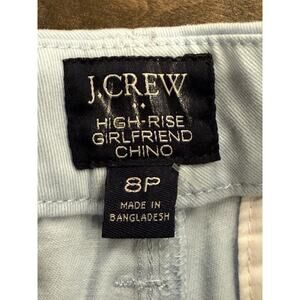 J.CREW
HIGH-RISE
GIRLFRIEND
CHINO
8P
MADE IN
BANGLADESH